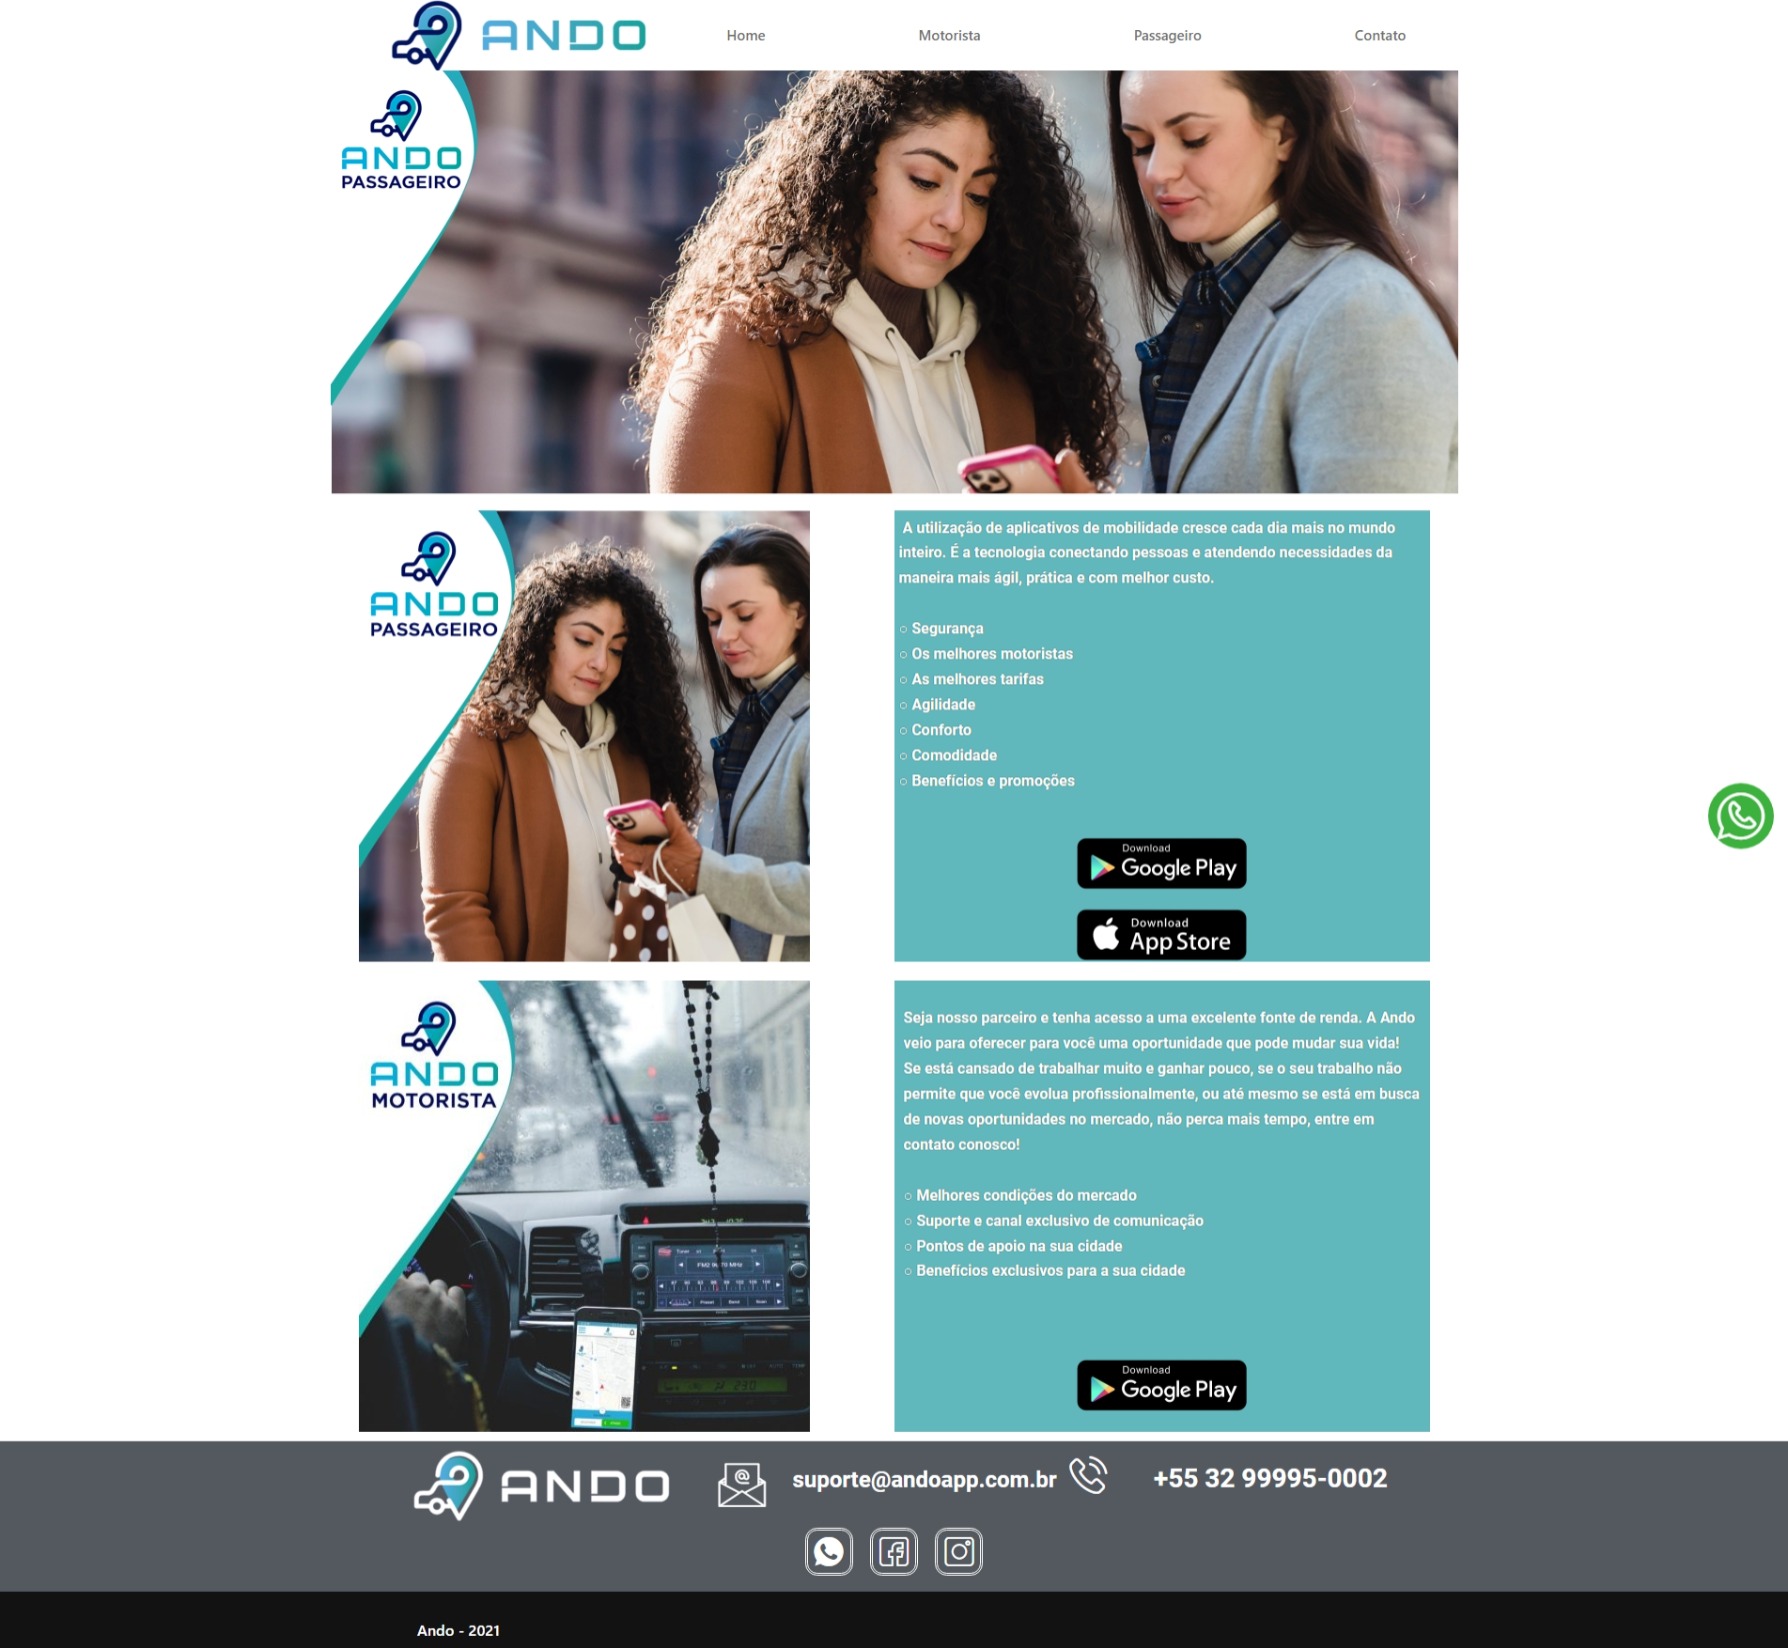 ANDO
Home
Motorista
Passageiro
Contato
ANDO
PASSAGEIRO
ANDO
PASSAGEIRO
A utilização de aplicativos de mobilidade cresce cada dia mais no mundo
inteiro. É a tecnologia conectando pessoas e atendendo necessidades da
maneira mais ágil, prática e com melhor custo.
○ Segurança
○ Os melhores motoristas
○ As melhores tarifas
○ Agilidade
○ Conforto
○ Comodidade
○ Benefícios e promoções
Download
Google Play
Download
App Store
ANDO
MOTORISTA
Seja nosso parceiro e tenha acesso a uma excelente fonte de renda. A Ando
veio para oferecer para você uma oportunidade que pode mudar sua vida!
Se está cansado de trabalhar muito e ganhar pouco, se o seu trabalho não
permite que você evolua profissionalmente, ou até mesmo se está em busca
de novas oportunidades no mercado, não perca mais tempo, entre em
contato conosco!
○ Melhores condições do mercado
○ Suporte e canal exclusivo de comunicação
○ Pontos de apoio na sua cidade
○ Benefícios exclusivos para a sua cidade
Download
Google Play
ANDO
suporte@andoapp.com.br
+55 32 99995-0002
Ando - 2021